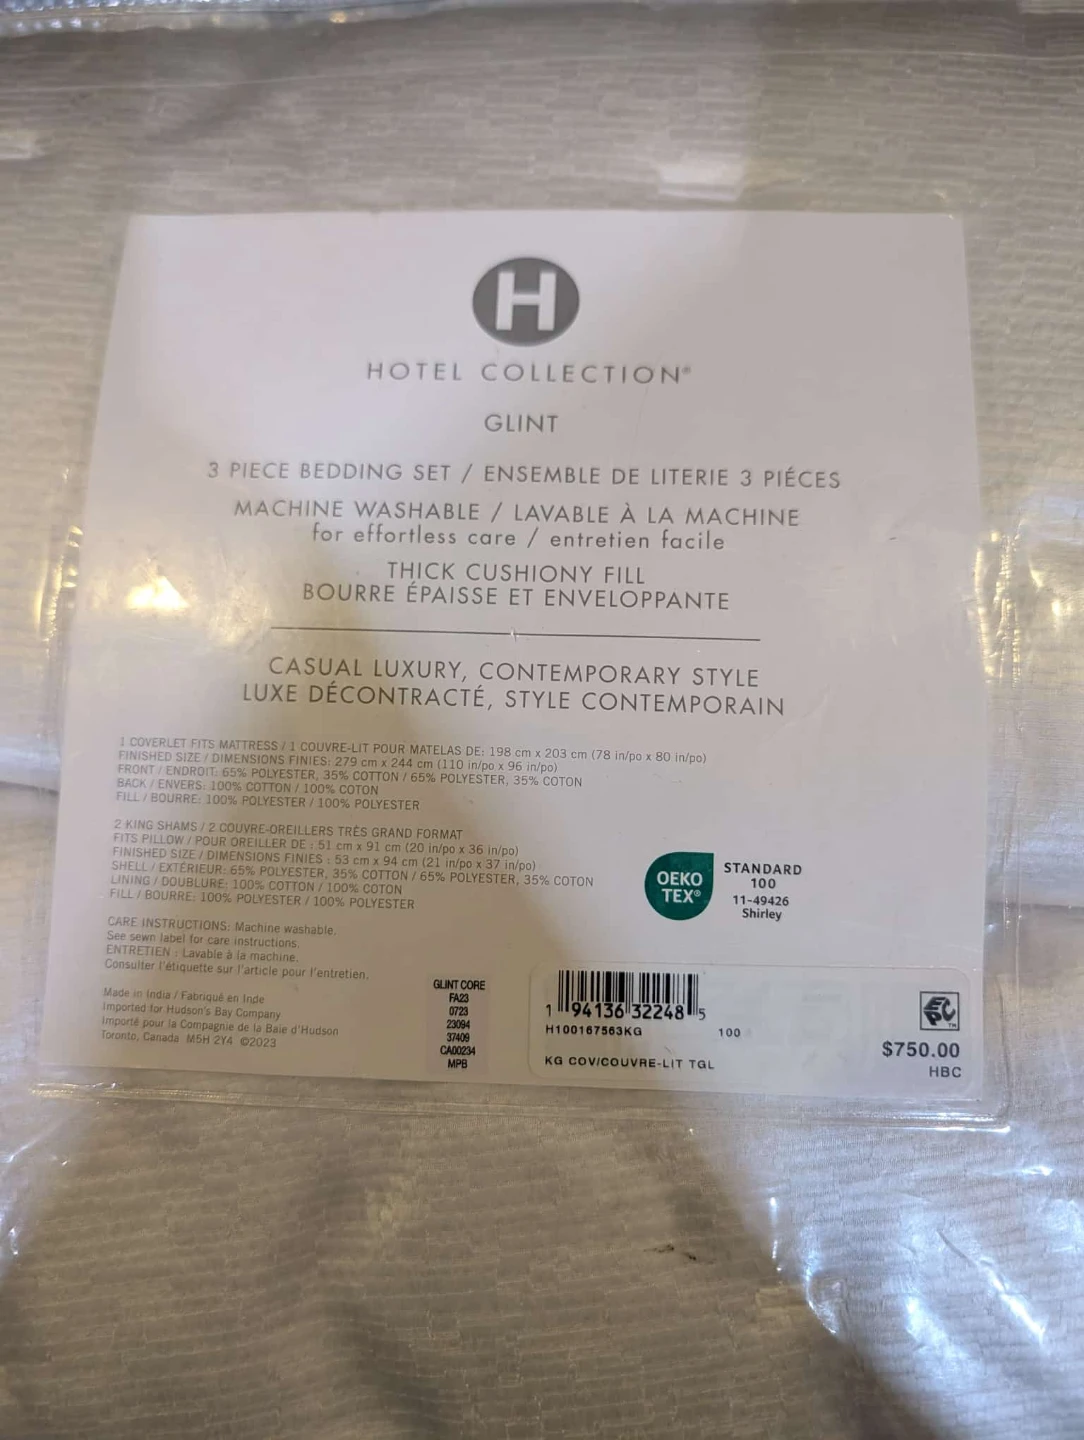 H
HOTEL COLLECTION®
GLINT
3 PIECE BEDDING SET / ENSEMBLE DE LITERIE 3 PIÉCES
MACHINE WASHABLE / LAVABLE À LA MACHINE
for effortless care / entretien facile
THICK CUSHIONY FILL
BOURRE ÉPAISSE ET ENVELOPPANTE
CASUAL LUXURY, CONTEMPORARY STYLE
LUXE DÉCONTRACTÉ, STYLE CONTEMPORAIN
1 COVERLET FITS MATTRESS / 1 COUVRE-LIT POUR MATELAS DE: 198 cm x 203 cm (78 in/po x 80 in/po)
FINISHED SIZE / DIMENSIONS FINIES: 279 cm x 244 cm (110 in/po x 96 in/po)
FRONT / ENDROIT: 65% POLYESTER, 35% COTTON / 65% POLYESTER, 35% COTON
BACK / ENVERS: 100% COTTON / 100% COTON
FILL / BOURRE: 100% POLYESTER / 100% POLYESTER
2 KING SHAMS / 2 COUVRE-OREILLERS TRÈS GRAND FORMAT
FITS PILLOW / POUR OREILLER DE : 51 cm x 91 cm (20 in/po x 36 in/po)
FINISHED SIZE / DIMENSIONS FINIES : 53 cm x 94 cm (21 in/po x 37 in/po)
SHELL / EXTÉRIEUR: 65% POLYESTER, 35% COTTON / 65% POLYESTER, 35% COTON
LINING / DOUBLURE: 100% COTTON / 100% COTON
FILL / BOURRE: 100% POLYESTER / 100% POLYESTER
OEKO
TEX®
STANDARD
100
11-49426
Shirley
CARE INSTRUCTIONS: Machine washable.
See sewn label for care instructions.
ENTRETIEN : Lavable à la machine.
Consulter l'étiquette sur l'article pour l'entretien.
Made in India / Fabriqué en Inde
Imported for Hudson's Bay Company
Importé pour la Compagnie de la Baie d'Hudson
Toronto, Canada M5H 2Y4 ©2023
GLINT CORE
FA23
0723
23094
37409
CA00234
MPB
1 94136 32248 5
H100167563KG 100
KG COV/COUVRE-LIT TGL
EPC
TM
$750.00
HBC